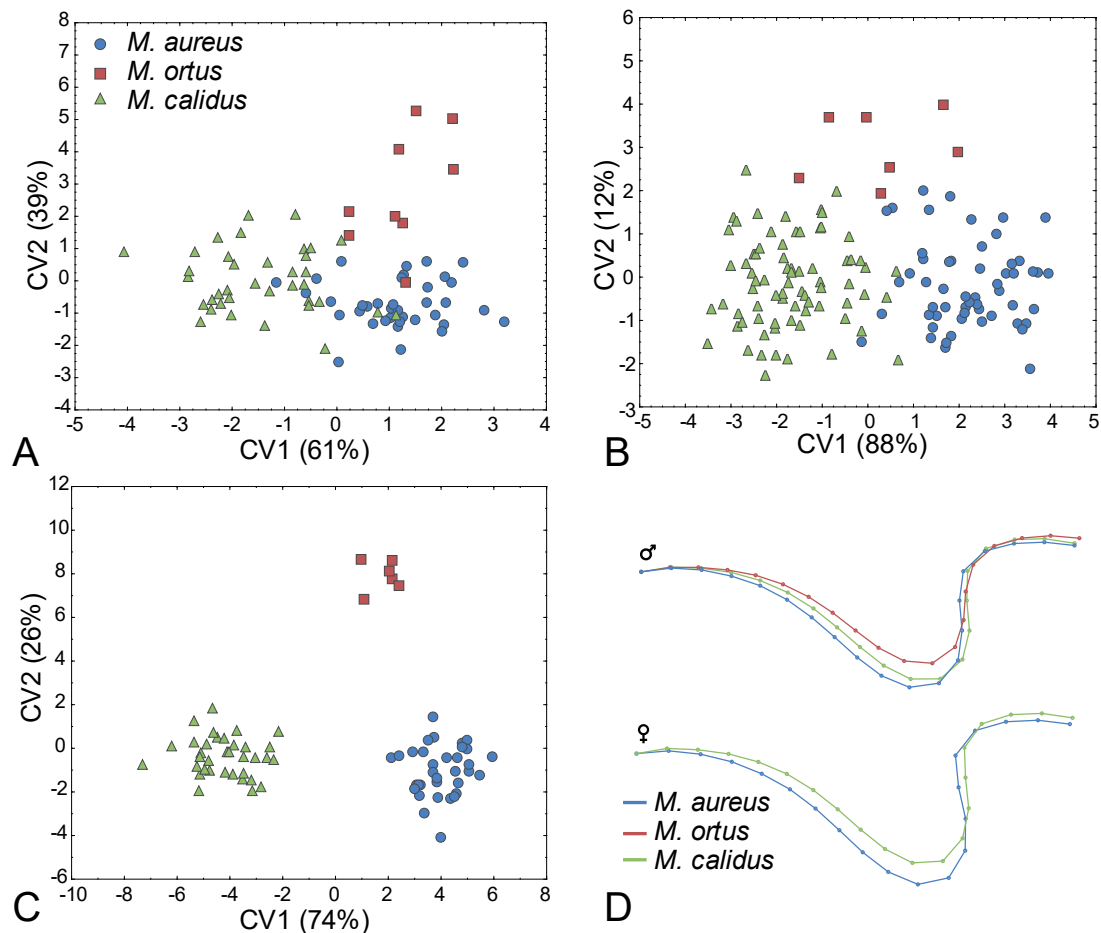 8
7
6
5
4
3
2
1
0
-1
-2
-3
-4
-5 -4 -3 -2 -1 0 1 2 3 4
CV2 (39%)
CV1 (61%)
M. aureus
M. ortus
M. calidus
A
6
5
4
3
2
1
0
-1
-2
-3
-5 -4 -3 -2 -1 0 1 2 3 4 5
CV2 (12%)
CV1 (88%)
B
12
10
8
6
4
2
0
-2
-4
-6
-10 -8 -6 -4 -2 0 2 4 6 8
CV2 (26%)
CV1 (74%)
C
♂
♀
M. aureus
M. ortus
M. calidus
D